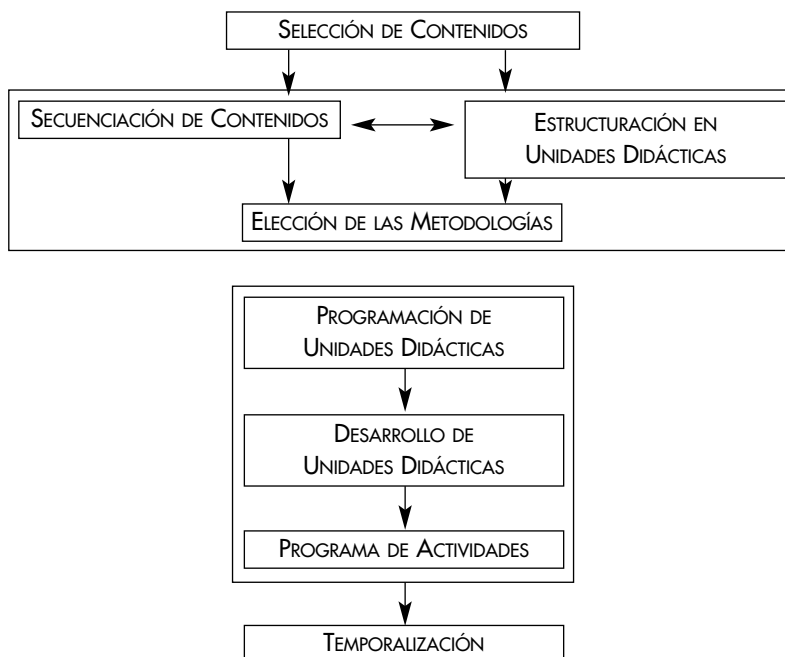 SELECCIÓN DE CONTENIDOS
SECUENCIACIÓN DE CONTENIDOS
ESTRUCTURACIÓN EN
UNIDADES DIDÁCTICAS
ELECCIÓN DE LAS METODOLOGÍAS
PROGRAMACIÓN DE
UNIDADES DIDÁCTICAS
DESARROLLO DE
UNIDADES DIDÁCTICAS
PROGRAMA DE ACTIVIDADES
TEMPORALIZACIÓN